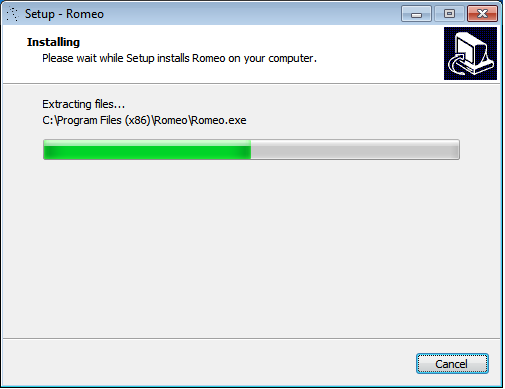 Setup - Romeo
Installing
Please wait while Setup installs Romeo on your computer.
Extracting files...
C:\Program Files (x86)\Romeo\Romeo.exe
Cancel